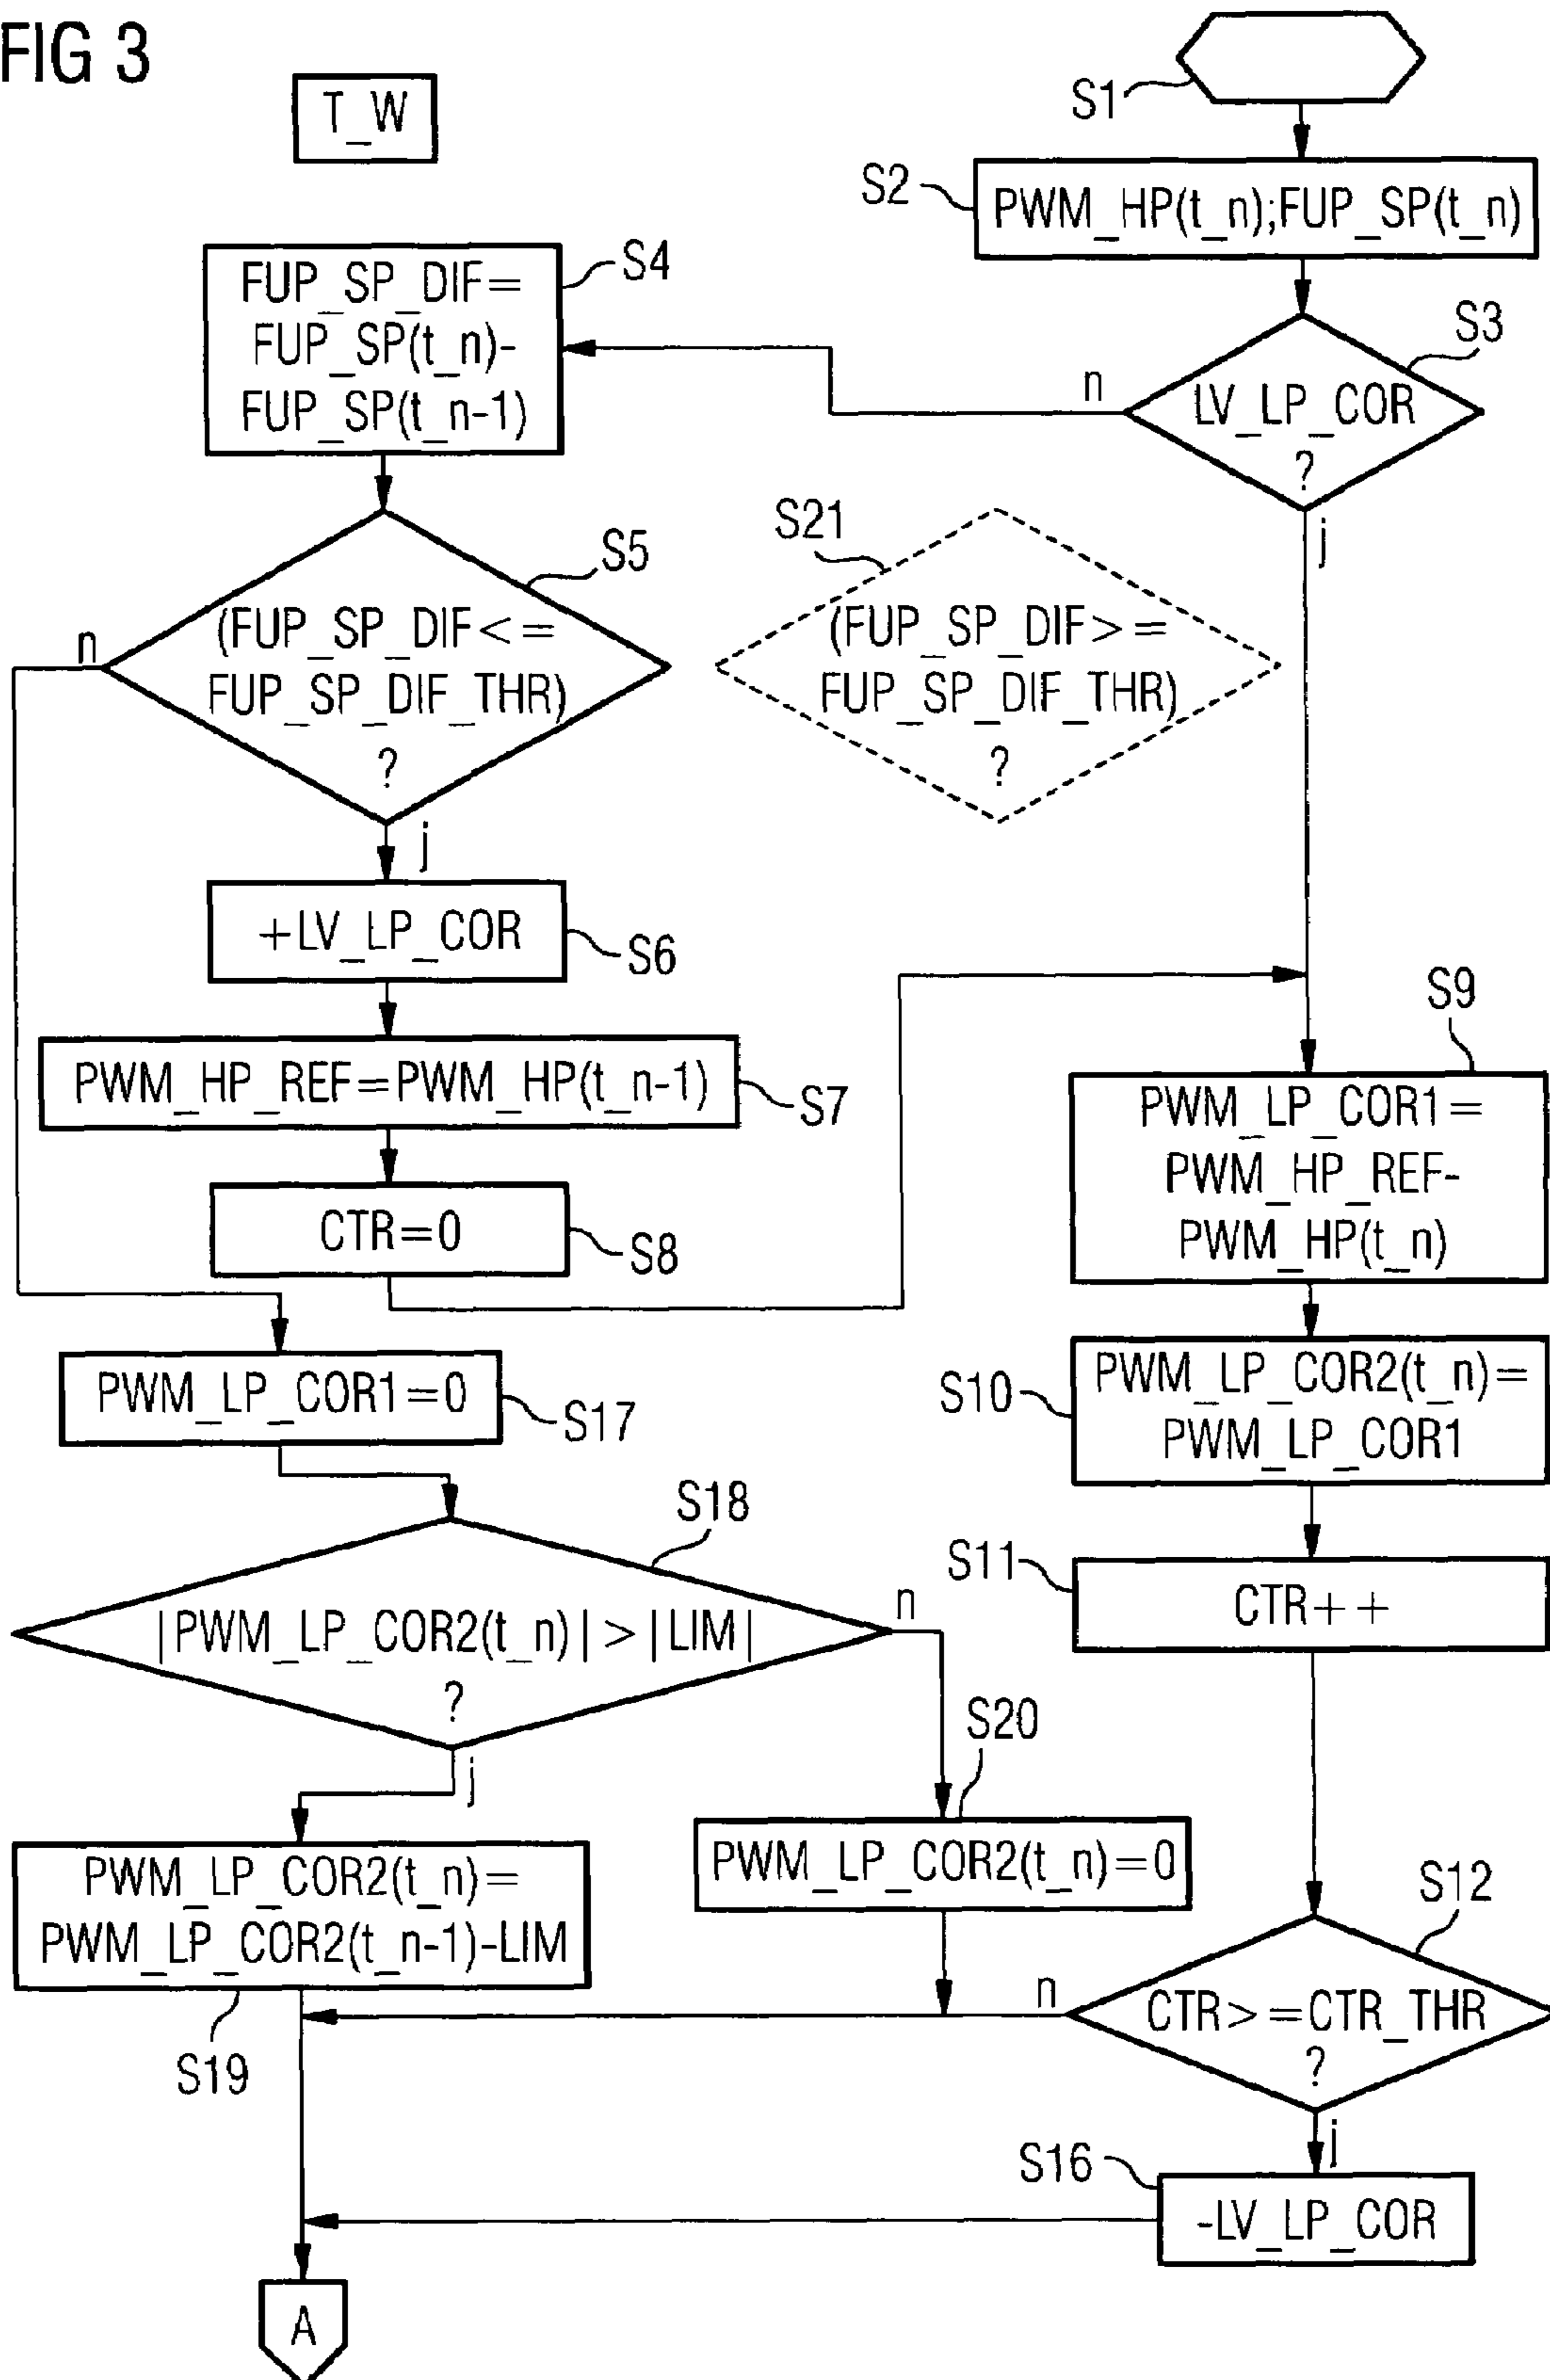 FIG 3
T_W
S1
S2
PWM_HP(t_n);FUP_SP(t_n)
FUP_SP_DIF=
FUP_SP(t_n)-
FUP_SP(t_n-1)
S4
S3
n
LV_LP_COR
?
j
S5
n
(FUP_SP_DIF<=
FUP_SP_DIF_THR)
?
j
S21
(FUP_SP_DIF>=
FUP_SP_DIF_THR)
?
+LV_LP_COR
S6
PWM_HP_REF=PWM_HP(t_n-1)
S7
CTR=0
S8
S9
PWM_LP_COR1=
PWM_HP_REF-
PWM_HP(t_n)
PWM_LP_COR1=0
S17
S10
PWM_LP_COR2(t_n)=
PWM_LP_COR1
S18
|PWM_LP_COR2(t_n)|>|LIM|
?
n
j
S11
CTR++
S20
PWM_LP_COR2(t_n)=0
PWM_LP_COR2(t_n)=
PWM_LP_COR2(t_n-1)-LIM
S19
S12
n
CTR>=CTR_THR
?
j
S16
-LV_LP_COR
A